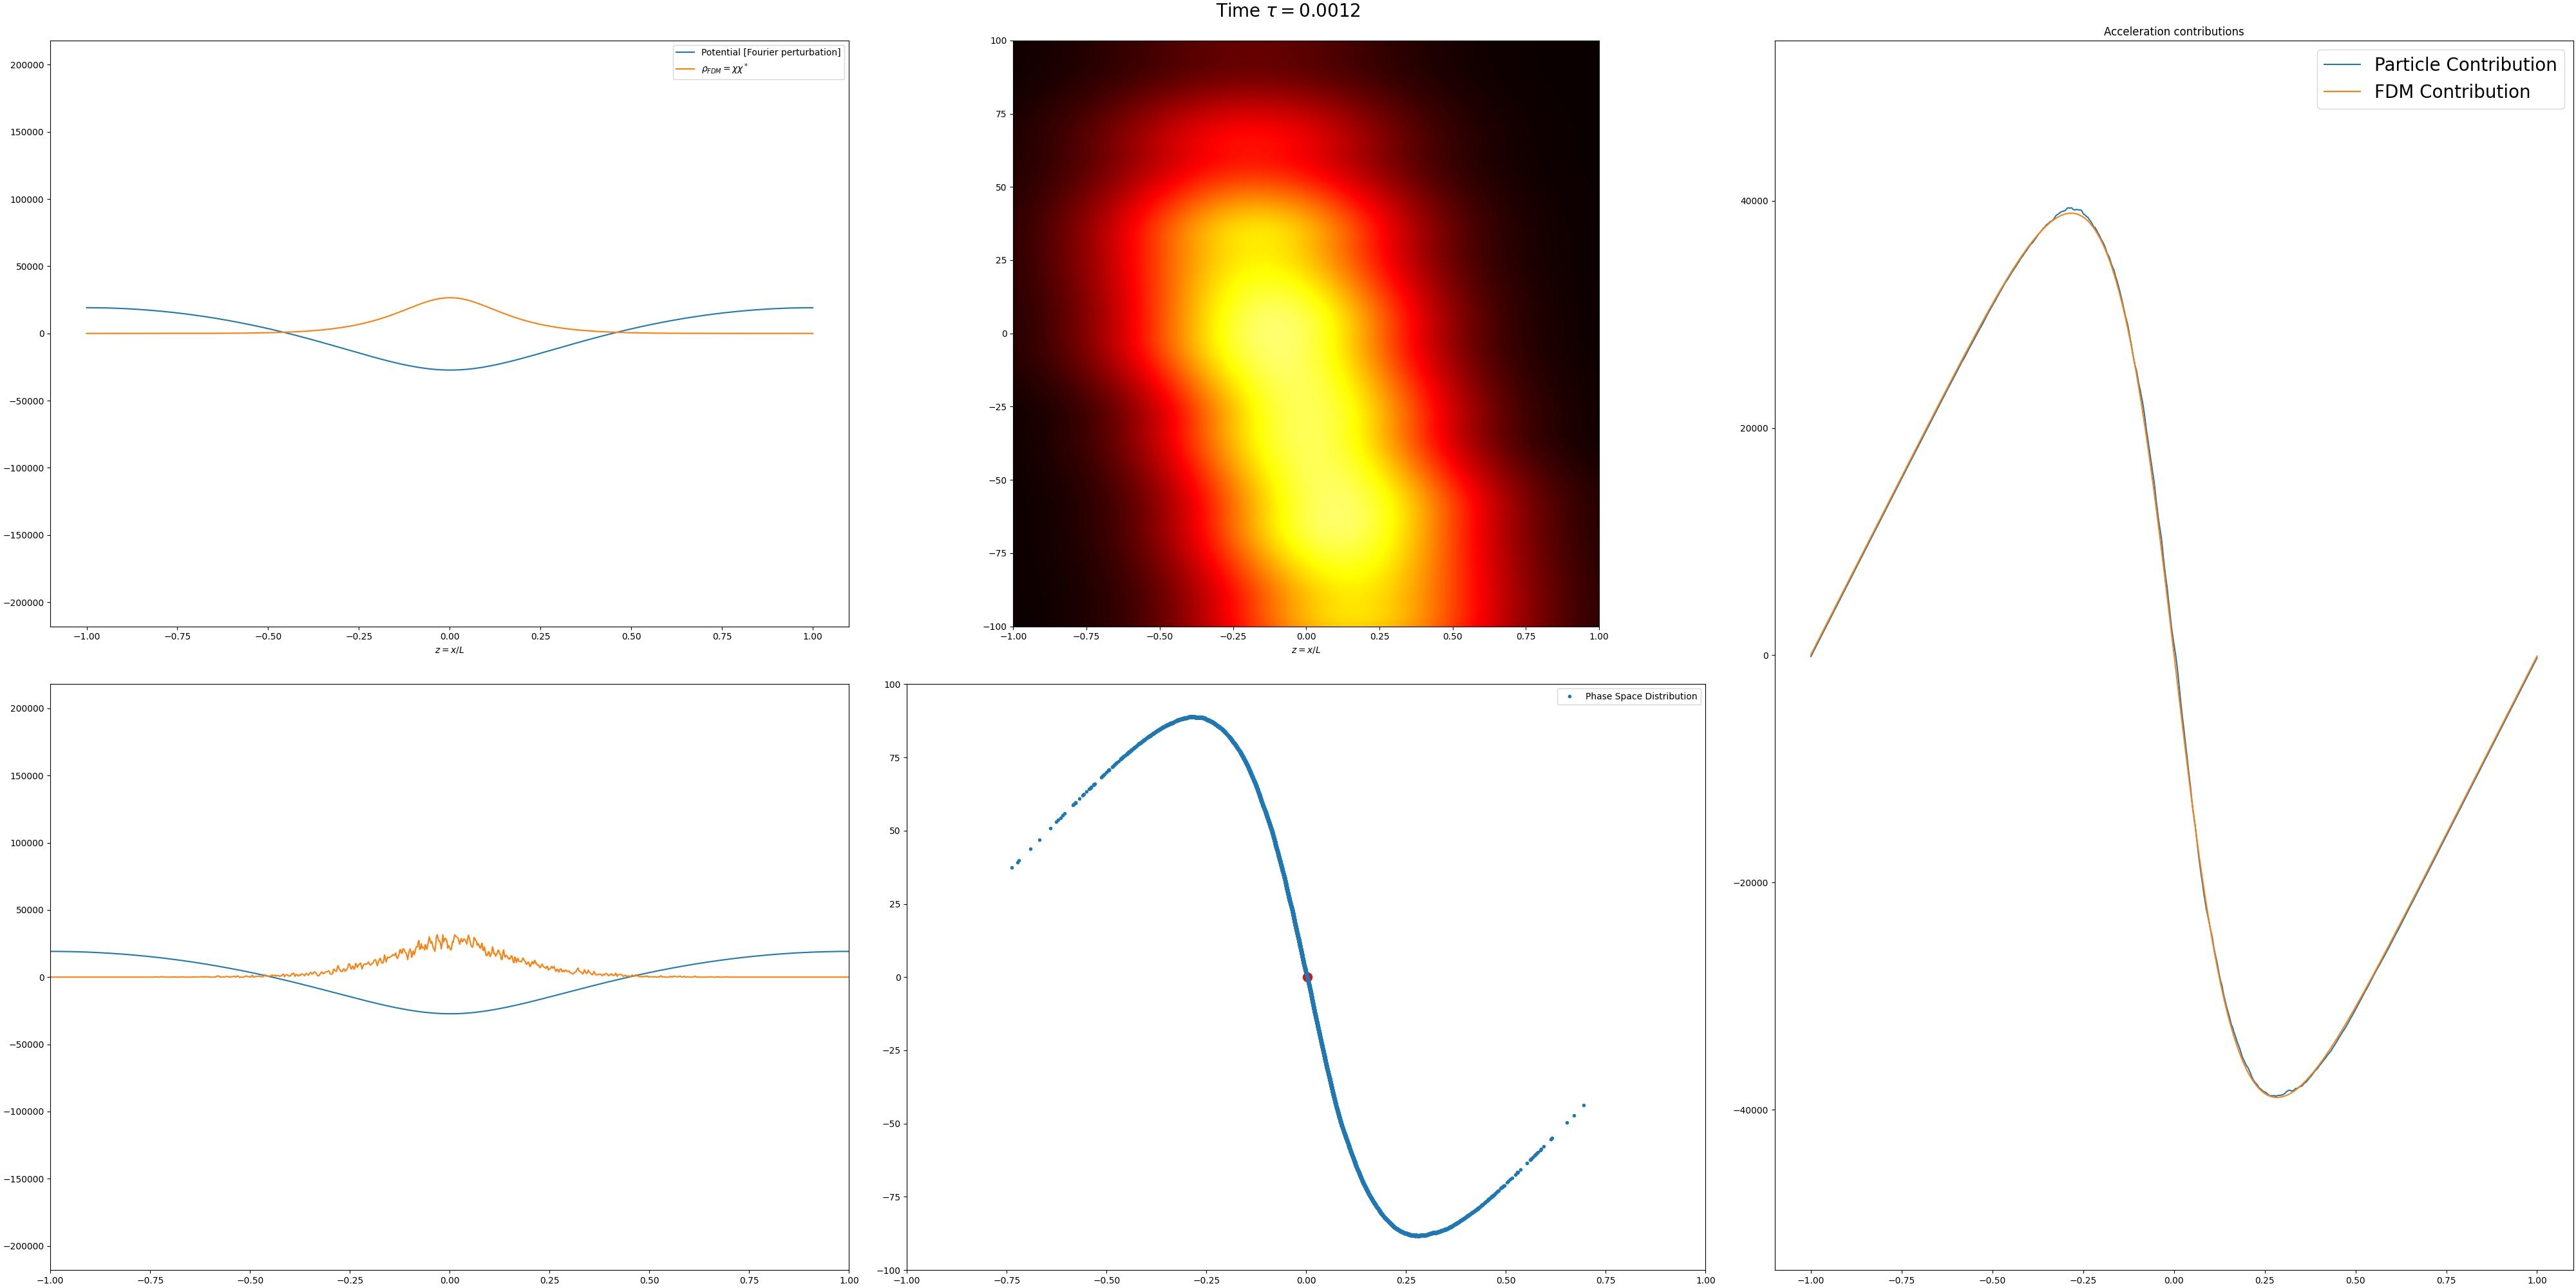 Time τ = 0.0012
Potential [Fourier perturbation]
ρFDM = χχ*
200000
150000
100000
50000
0
−50000
−100000
−150000
−200000
−1.00 −0.75 −0.50 −0.25 0.00 0.25 0.50 0.75 1.00
z = x/L
100
75
50
25
0
−25
−50
−75
−100
−1.00 −0.75 −0.50 −0.25 0.00 0.25 0.50 0.75 1.00
z = x/L
Acceleration contributions
Particle Contribution
FDM Contribution
40000
20000
0
−20000
−40000
−1.00 −0.75 −0.50 −0.25 0.00 0.25 0.50 0.75 1.00
200000
150000
100000
50000
0
−50000
−100000
−150000
−200000
−1.00 −0.75 −0.50 −0.25 0.00 0.25 0.50 0.75 1.00
Phase Space Distribution
100
75
50
25
0
−25
−50
−75
−100
−1.00 −0.75 −0.50 −0.25 0.00 0.25 0.50 0.75 1.00